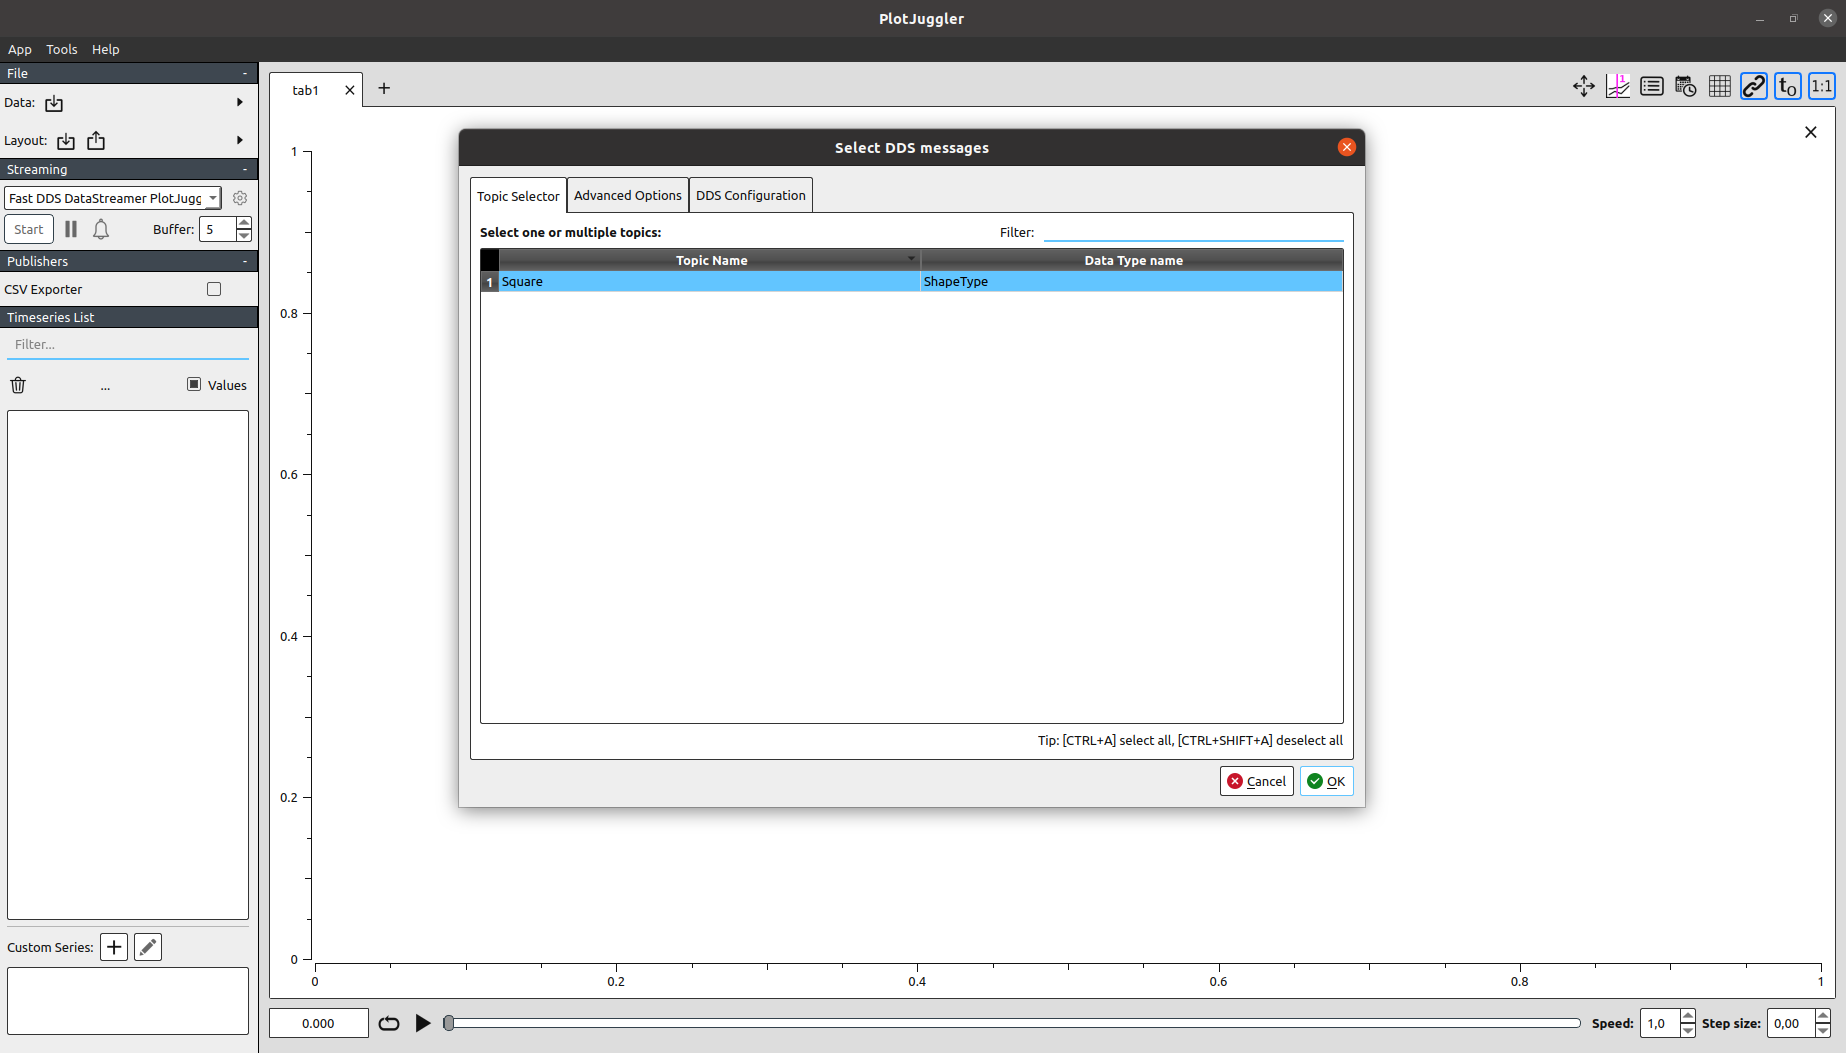 PlotJuggler
App Tools Help
File -
Data:
Layout:
Streaming -
Fast DDS DataStreamer PlotJugg
Start Buffer: 5
Publishers -
CSV Exporter
Timeseries List
Filter...
... Values
Custom Series:
tab1
t0 1:1
1
Select DDS messages
Topic Selector Advanced Options DDS Configuration
Select one or multiple topics: Filter:
Topic Name Data Type name
1 Square ShapeType
Tip: [CTRL+A] select all, [CTRL+SHIFT+A] deselect all
Cancel OK
1
0.8
0.6
0.4
0.2
0
0 0.2 0.4 0.6 0.8 1
0.000 Speed: 1,0 Step size: 0,00